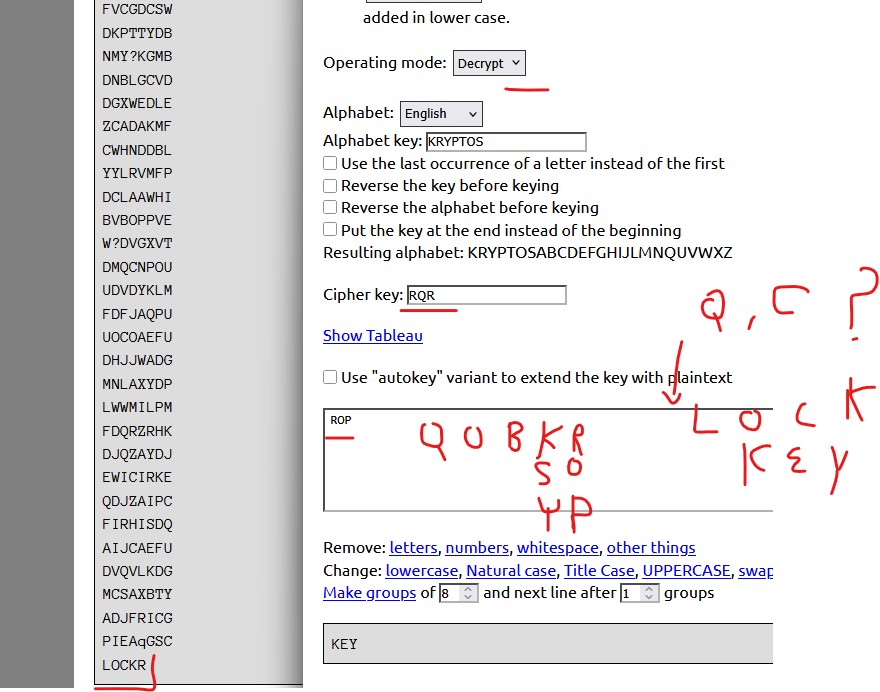 FVCGDCSW
DKPTTYDB
NMY?KGMB
DNBLGCVD
DGXWEDLE
ZCADAKMF
CWHNDDBL
YYLRVMFP
DCLAAWHI
BVBOPPVE
W?DVGXVT
DMQCNPOU
UDVDYKLM
FDFJAQPU
UOCOAEFU
DHJJWADG
MNLAXYDP
LWWMILPM
FDQRZRHK
DJQZAYDJ
EWICIRKE
QDJZAIPC
FIRHISDQ
AIJCAEFU
DVQVLKDG
MCSAXBTY
ADJFRICG
PIEAqGSC
LOCKR
added in lower case.
Operating mode: Decrypt
Alphabet: English
Alphabet key: KRYPTOS
Use the last occurrence of a letter instead of the first
Reverse the key before keying
Reverse the alphabet before keying
Put the key at the end instead of the beginning
Resulting alphabet: KRYPTOSABCDEFGHIJLMNQUVWXZ
Cipher key: RQR
Q, C ?
Show Tableau
Use "autokey" variant to extend the key with plaintext
ROP
QOBKR
SO
YP
LOCK
KEY
Remove: letters, numbers, whitespace, other things
Change: lowercase, Natural case, Title Case, UPPERCASE, swap
Make groups of 8 and next line after 1 groups
KEY